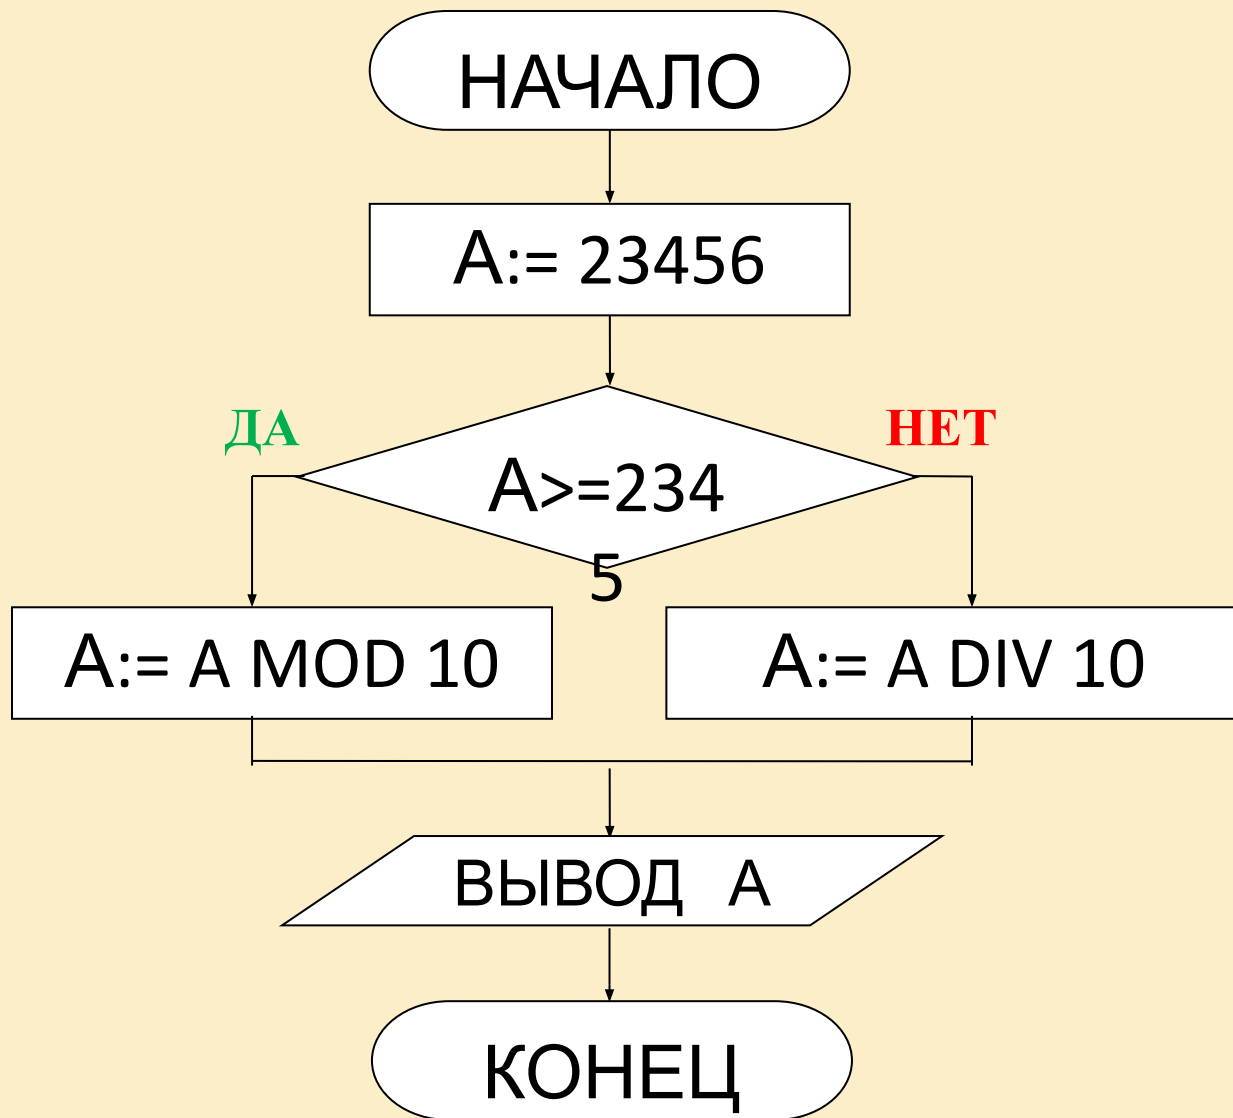 НАЧАЛО
А:= 23456
ДА
НЕТ
А>=234
5
А:= А MOD 10
А:= А DIV 10
ВЫВОД А
КОНЕЦ